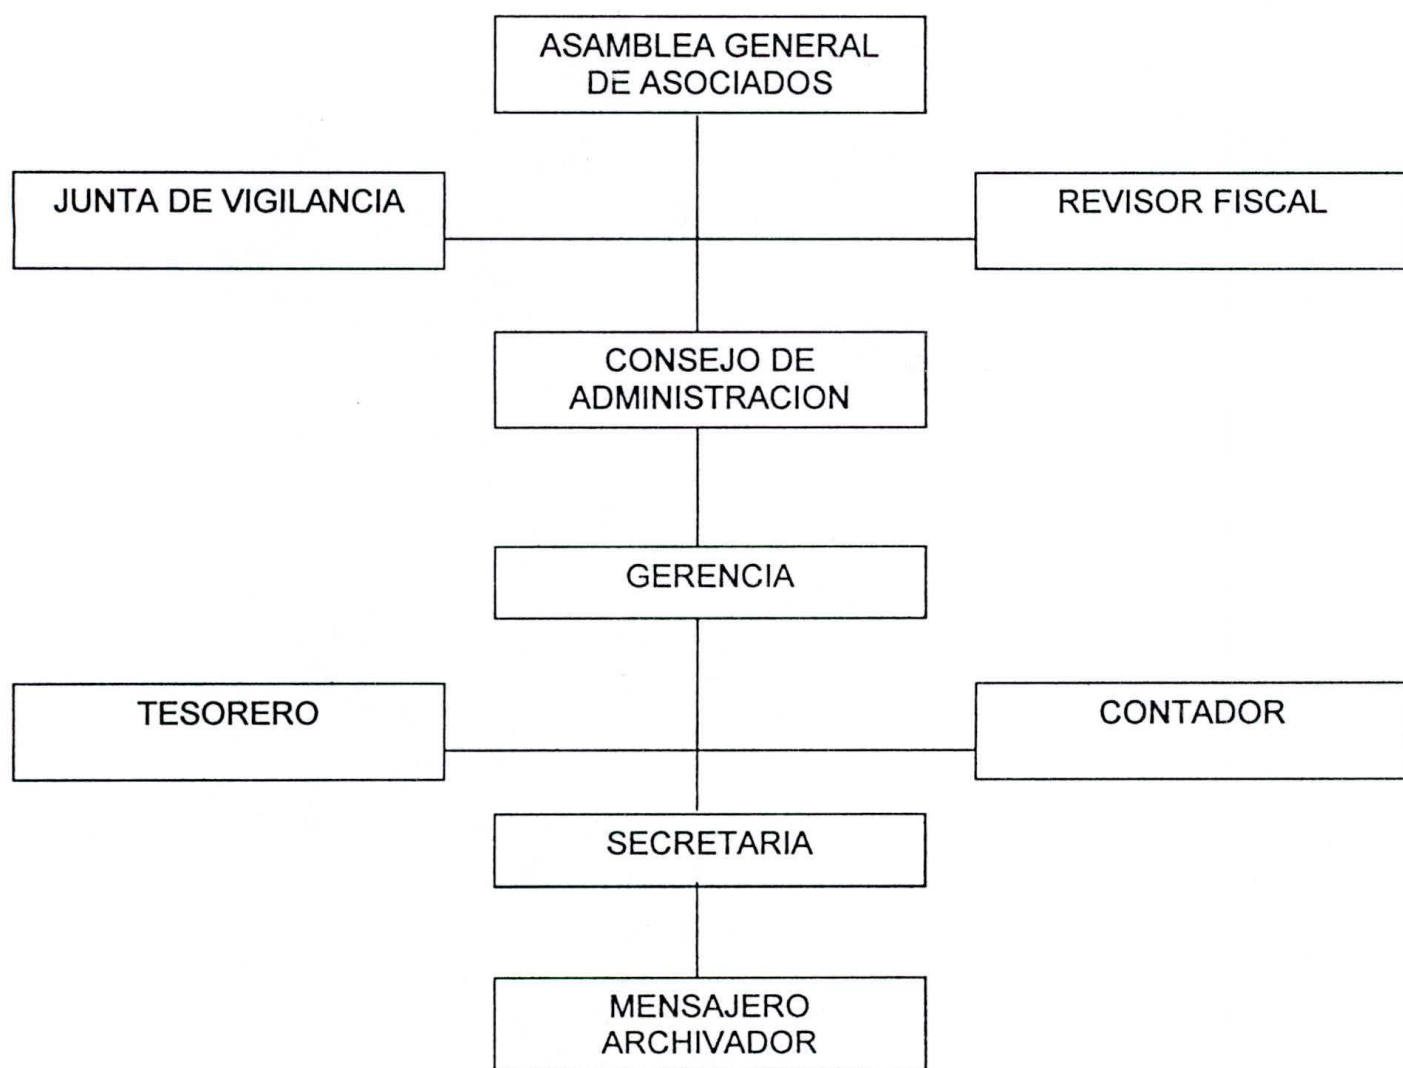 ASAMBLEA GENERAL
DE ASOCIADOS
JUNTA DE VIGILANCIA
REVISOR FISCAL
CONSEJO DE
ADMINISTRACION
GERENCIA
TESORERO
CONTADOR
SECRETARIA
MENSAJERO
ARCHIVADOR